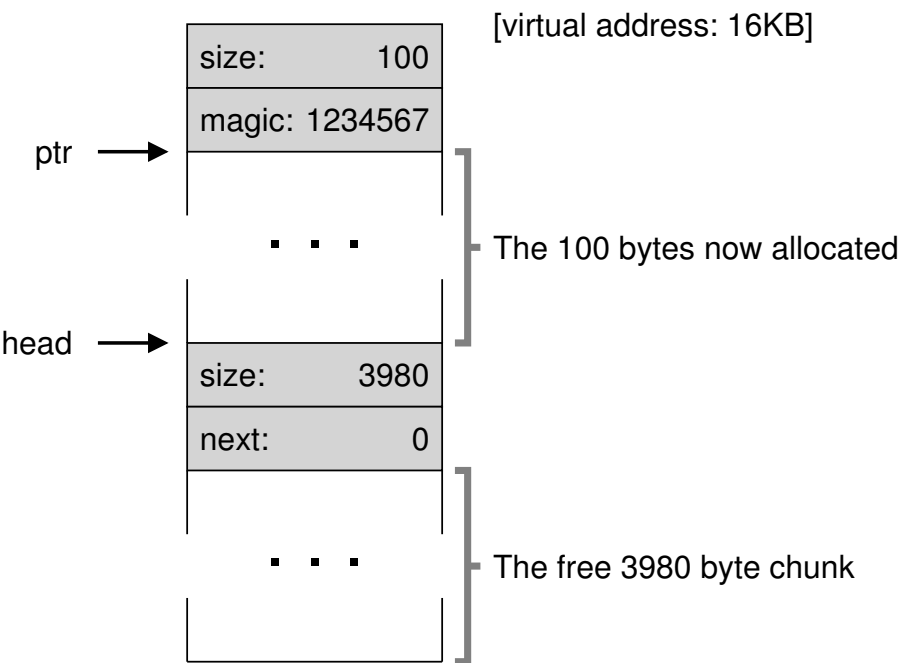 [virtual address: 16KB]
size: 100
magic: 1234567
ptr
. . .
The 100 bytes now allocated
head
size: 3980
next: 0
. . .
The free 3980 byte chunk